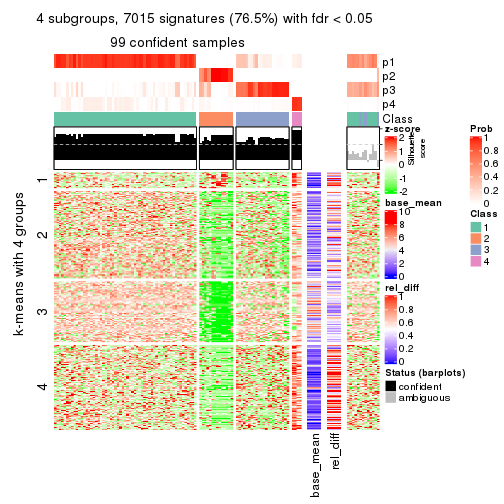 4 subgroups, 7015 signatures (76.5%) with fdr < 0.05
99 confident samples
p1
p2
p3
p4
Class
z-score
2
1
0
-1
-2
Silhouette score
Prob
1
0.8
0.6
0.4
0.2
0
base_mean
10
8
6
4
2
0
Class
1
2
3
4
rel_diff
1
0.8
0.6
0.4
0.2
0
Status (barplots)
confident
ambiguous
k-means with 4 groups
1
2
3
4
base_mean
rel_diff